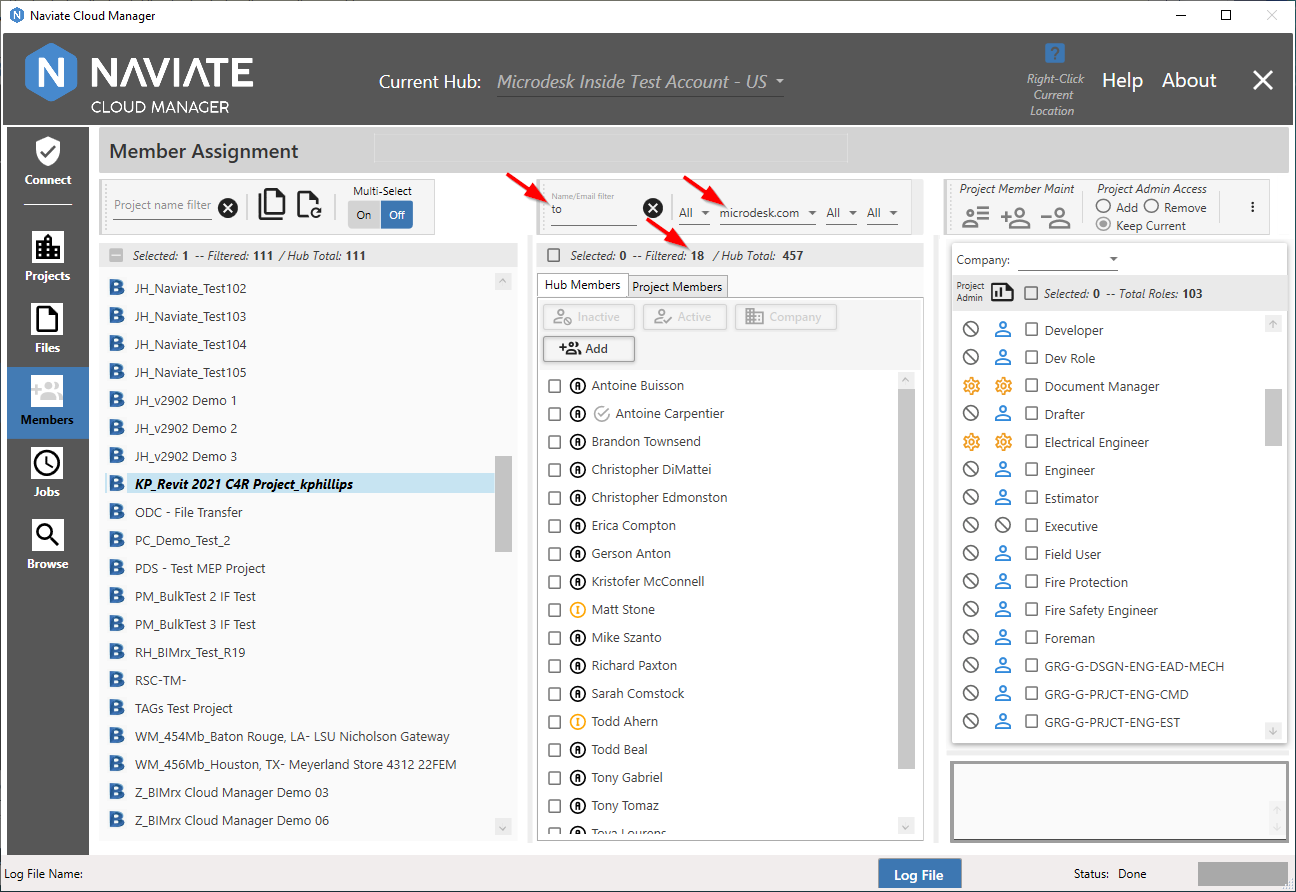 Naviate Cloud Manager
NAVIATE
CLOUD MANAGER
Current Hub: Microdesk Inside Test Account - US
?
Right-Click
Current
Location
Help
About
Connect
Projects
Files
Members
Jobs
Browse
Member Assignment
Project name filter
Multi-Select
On Off
Name/Email filter
to
All
microdesk.com
All
All
Project Member Maint
Project Admin Access
Add Remove
Keep Current
Selected: 1 -- Filtered: 111 / Hub Total: 111
JH_Naviate_Test102
JH_Naviate_Test103
JH_Naviate_Test104
JH_Naviate_Test105
JH_v2902 Demo 1
JH_v2902 Demo 2
JH_v2902 Demo 3
KP_Revit 2021 C4R Project_kphillips
ODC - File Transfer
PC_Demo_Test_2
PDS - Test MEP Project
PM_BulkTest 2 IF Test
PM_BulkTest 3 IF Test
RH_BIMrx_Test_R19
RSC-TM-
TAGs Test Project
WM_454Mb_Baton Rouge, LA- LSU Nicholson Gateway
WM_456Mb_Houston, TX- Meyerland Store 4312 22FEM
Z_BIMrx Cloud Manager Demo 03
Z_BIMrx Cloud Manager Demo 06
Selected: 0 -- Filtered: 18 / Hub Total: 457
Hub Members
Project Members
Inactive
Active
Company
Add
Antoine Buisson
Antoine Carpentier
Brandon Townsend
Christopher DiMattei
Christopher Edmonston
Erica Compton
Gerson Anton
Kristofer McConnell
Matt Stone
Mike Szanto
Richard Paxton
Sarah Comstock
Todd Ahern
Todd Beal
Tony Gabriel
Tony Tomaz
Company:
Project
Admin
Selected: 0 -- Total Roles: 103
Developer
Dev Role
Document Manager
Drafter
Electrical Engineer
Engineer
Estimator
Executive
Field User
Fire Protection
Fire Safety Engineer
Foreman
GRG-G-DSGN-ENG-EAD-MECH
GRG-G-PRJCT-ENG-CMD
GRG-G-PRJCT-ENG-EST
Log File Name:
Log File
Status: Done